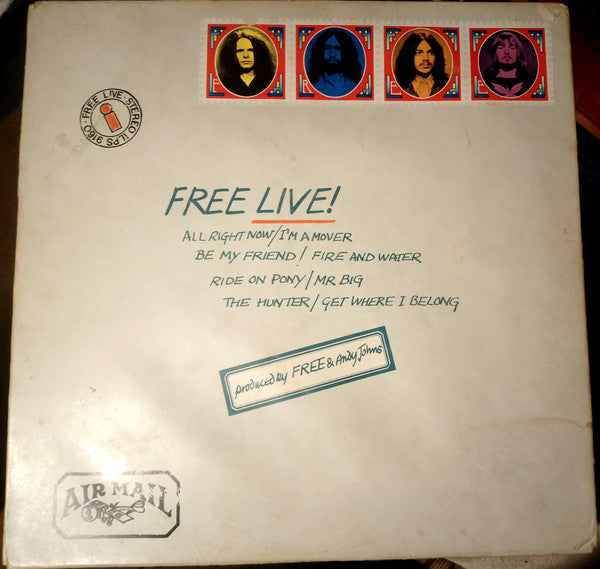 F R E E
FREE LIVE · STEREO ILPS 9160 ·
i
FREE LIVE!
ALL RIGHT NOW/I'M A MOVER
BE MY FRIEND/FIRE AND WATER
RIDE ON PONY/MR BIG
THE HUNTER/GET WHERE I BELONG
produced by FREE & Andy Johns
AIR MAIL